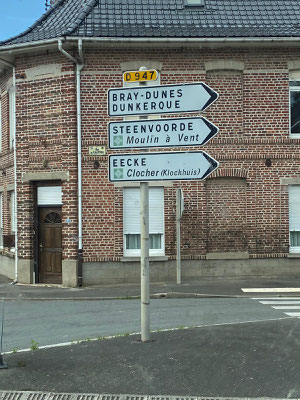 D 947
BRAY-DUNES
DUNKERQUE
STEENVOORDE
Moulin à Vent
EECKE
Clocher (Klockhuis)